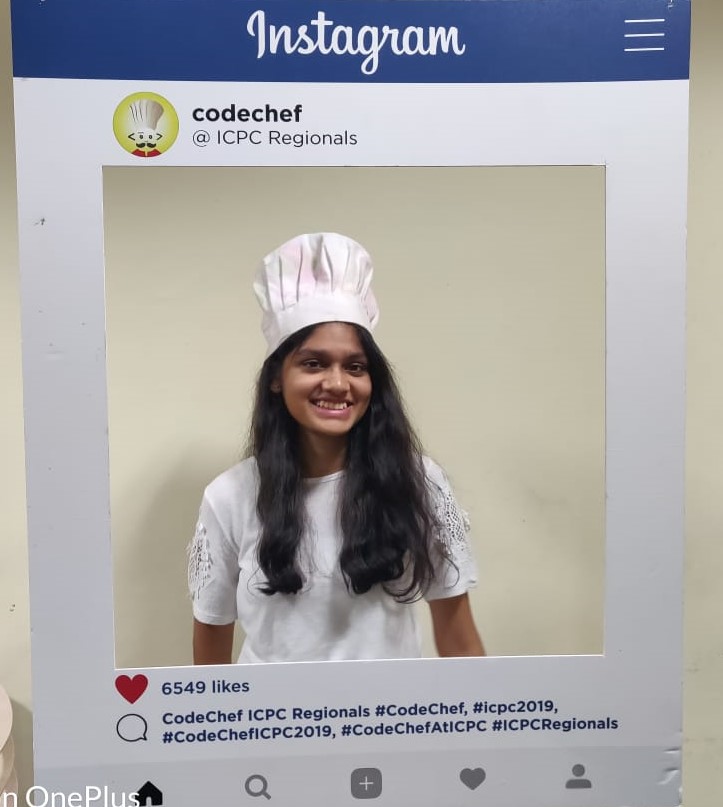 Instagram
codechef
@ ICPC Regionals
6549 likes
CodeChef ICPC Regionals #CodeChef, #icpc2019,
#CodeChefICPC2019, #CodeChefAtICPC #ICPCRegionals
n OnePlus